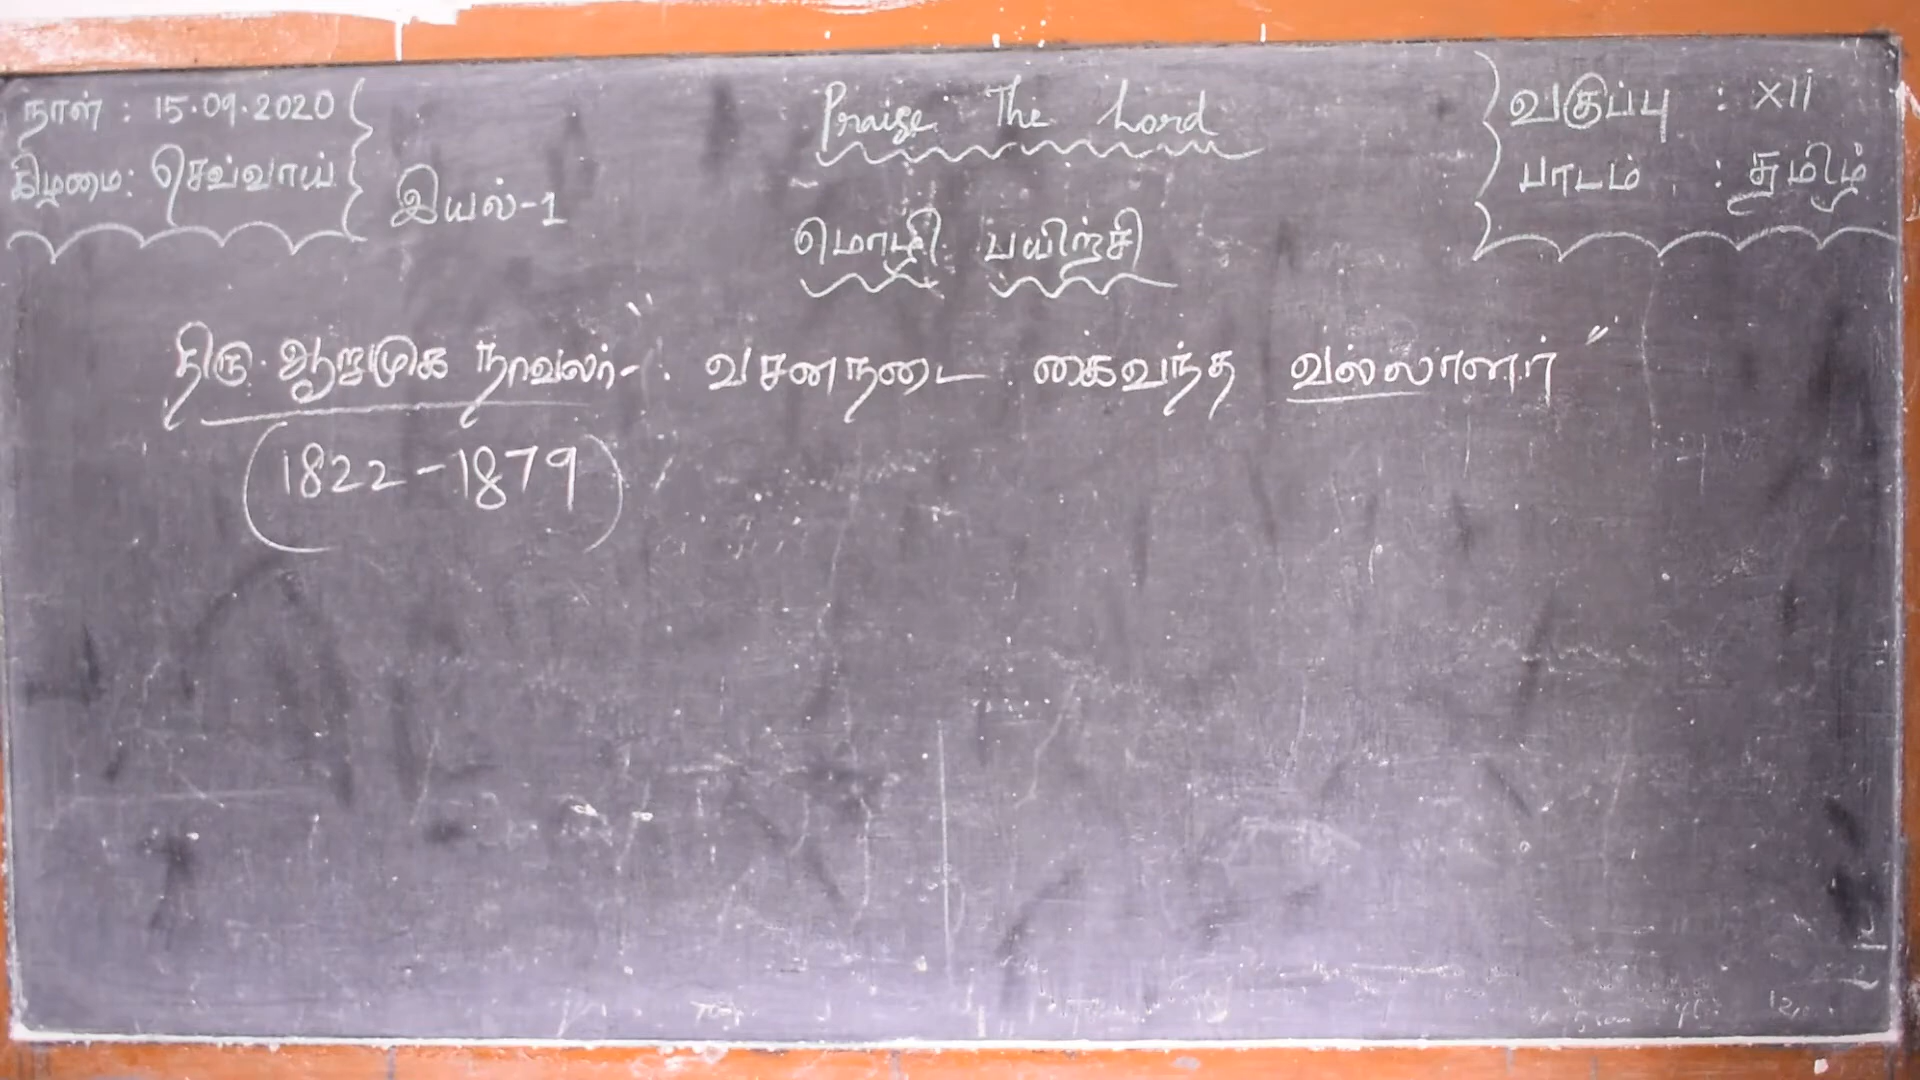 நாள் : 15.09.2020
கிழமை: செவ்வாய்
இயல்-1
Praise The Lord
மொழி பயிற்சி
வகுப்பு : XII
பாடம் : தமிழ்
திரு. ஆறுமுக நாவலர்-" வசனநடை கைவந்த வல்லாளர்"
(1822-1879)